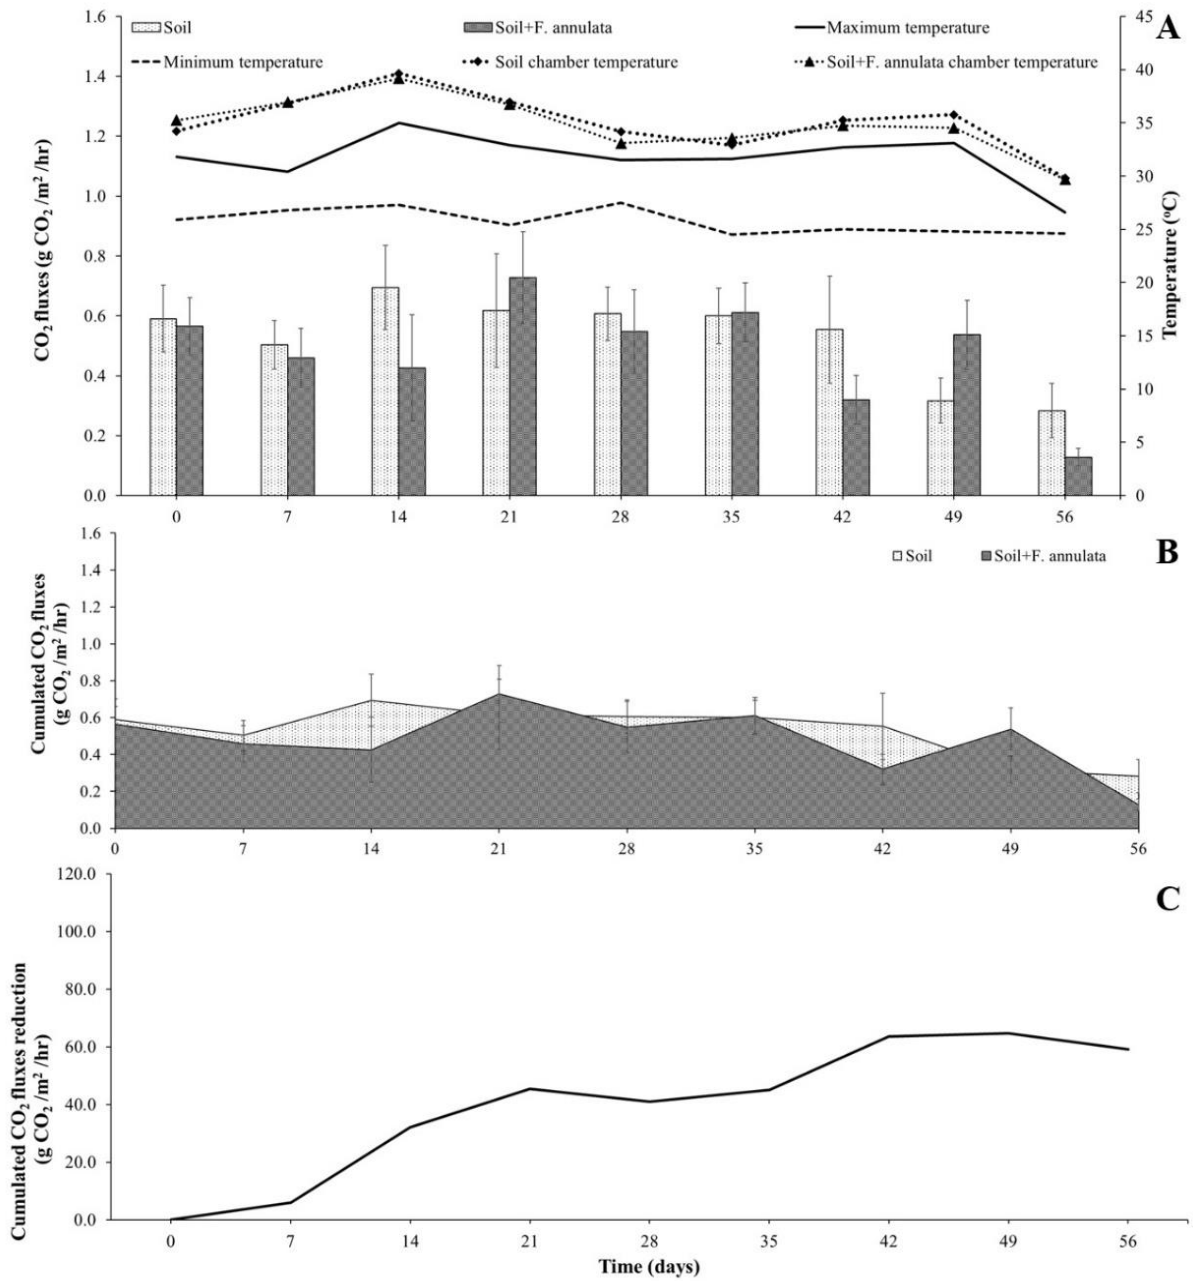 A
Soil
Soil+F. annulata
Maximum temperature
Minimum temperature
Soil chamber temperature
Soil+F. annulata chamber temperature
CO2 fluxes (g CO2 /m2 /hr)
1.6
1.4
1.2
1.0
0.8
0.6
0.4
0.2
0.0
45
40
35
30
25
20
15
10
5
0
Temperature (oC)
0 7 14 21 28 35 42 49 56
B
Soil
Soil+F. annulata
Cumulated CO2 fluxes
(g CO2 /m2 /hr)
1.6
1.4
1.2
1.0
0.8
0.6
0.4
0.2
0.0
0 7 14 21 28 35 42 49 56
C
Cumulated CO2 fluxes reduction
(g CO2 /m2 /hr)
120.0
100.0
80.0
60.0
40.0
20.0
0.0
0 7 14 21 28 35 42 49 56
Time (days)